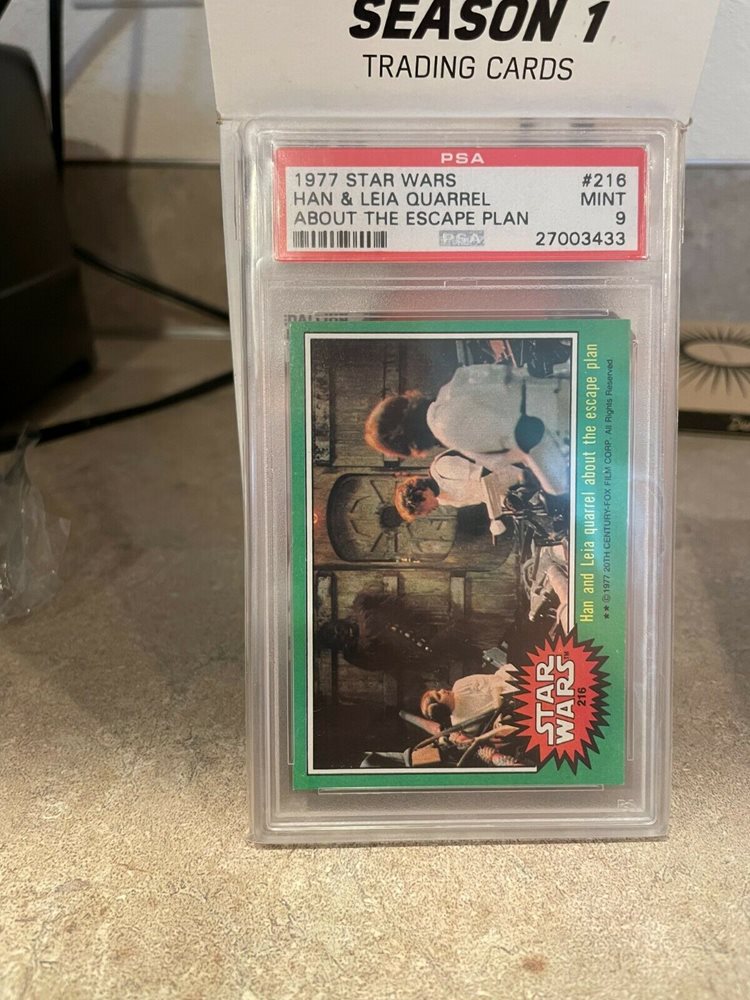 SEASON 1
TRADING CARDS
PSA
1977 STAR WARS #216
HAN & LEIA QUARREL MINT
ABOUT THE ESCAPE PLAN 9
PSA 27003433
Han and Leia quarrel about the escape plan
★★ © 1977 20TH CENTURY-FOX FILM CORP. All Rights Reserved.
STAR
WARS™
216